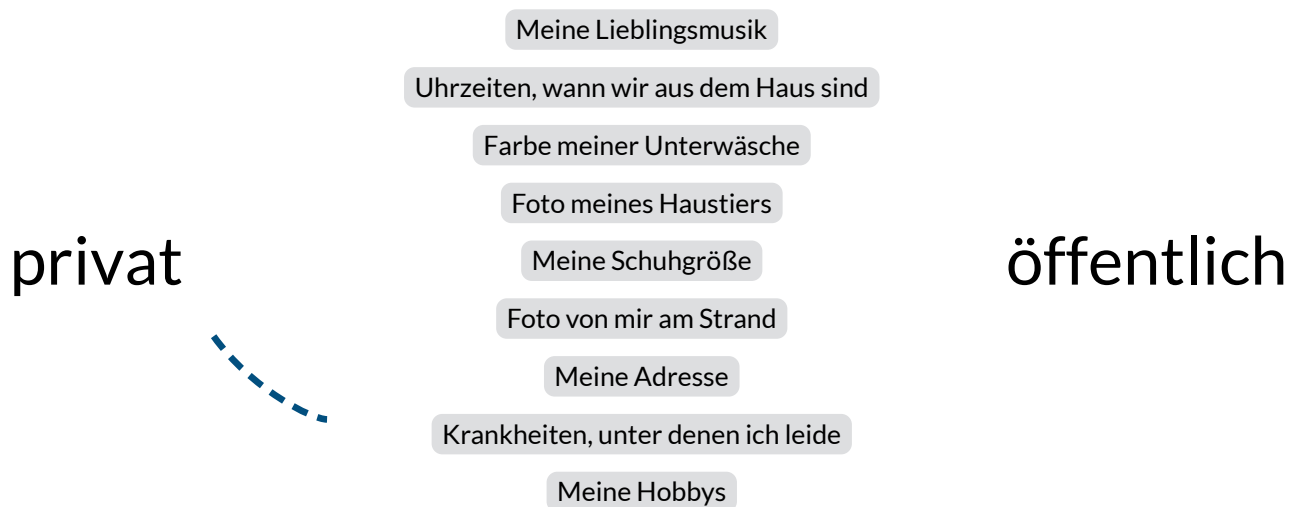 Meine Lieblingsmusik
Uhrzeiten, wann wir aus dem Haus sind
Farbe meiner Unterwäsche
Foto meines Haustiers
privat
Meine Schuhgröße
öffentlich
Foto von mir am Strand
Meine Adresse
Krankheiten, unter denen ich leide
Meine Hobbys